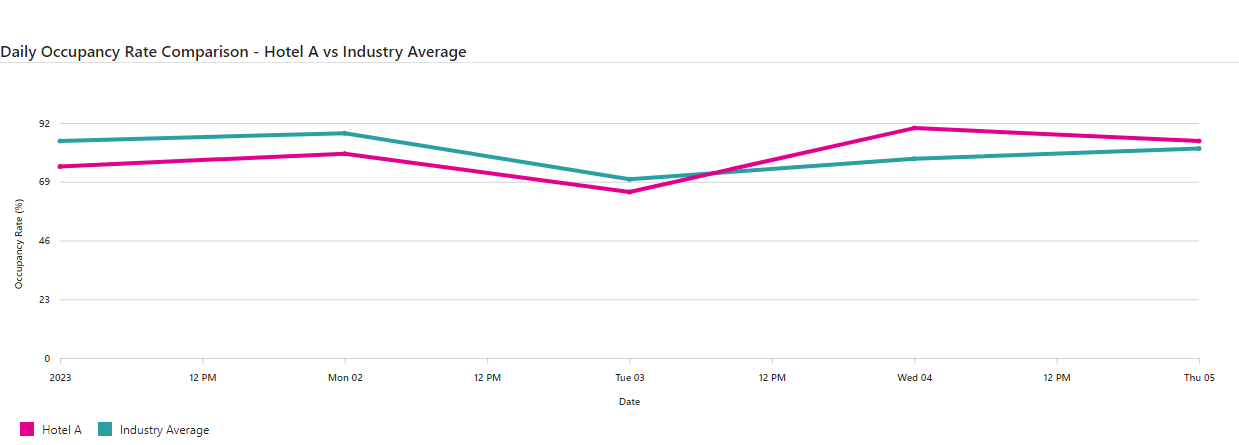 Daily Occupancy Rate Comparison - Hotel A vs Industry Average
92
69
46
23
0
Occupancy Rate (%)
2023 12 PM Mon 02 12 PM Tue 03 12 PM Wed 04 12 PM Thu 05
Date
Hotel A Industry Average